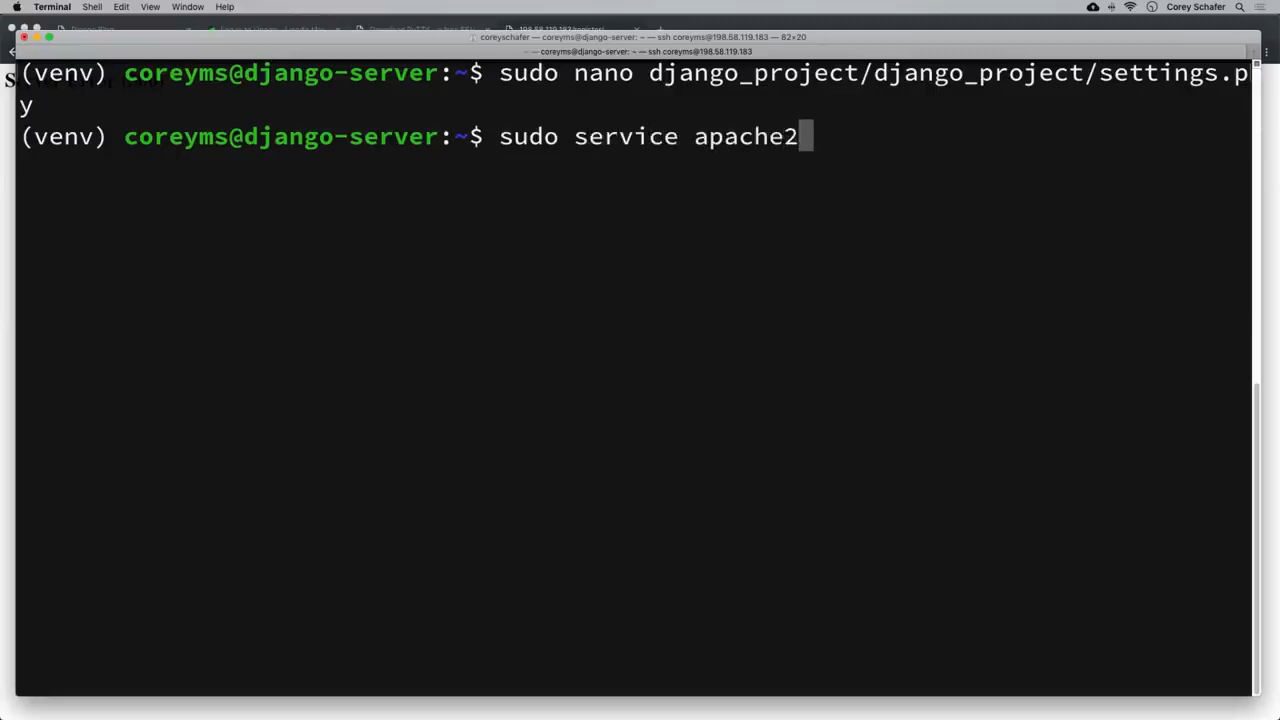 Terminal Shell Edit View Window Help Corey Schafer
coreyschafer — coreyms@django-server: ~ — ssh coreyms@198.58.119.183 — 82×20
~ — coreyms@django-server: ~ — ssh coreyms@198.58.119.183
(venv) coreyms@django-server:~$ sudo nano django_project/django_project/settings.p
y
(venv) coreyms@django-server:~$ sudo service apache2